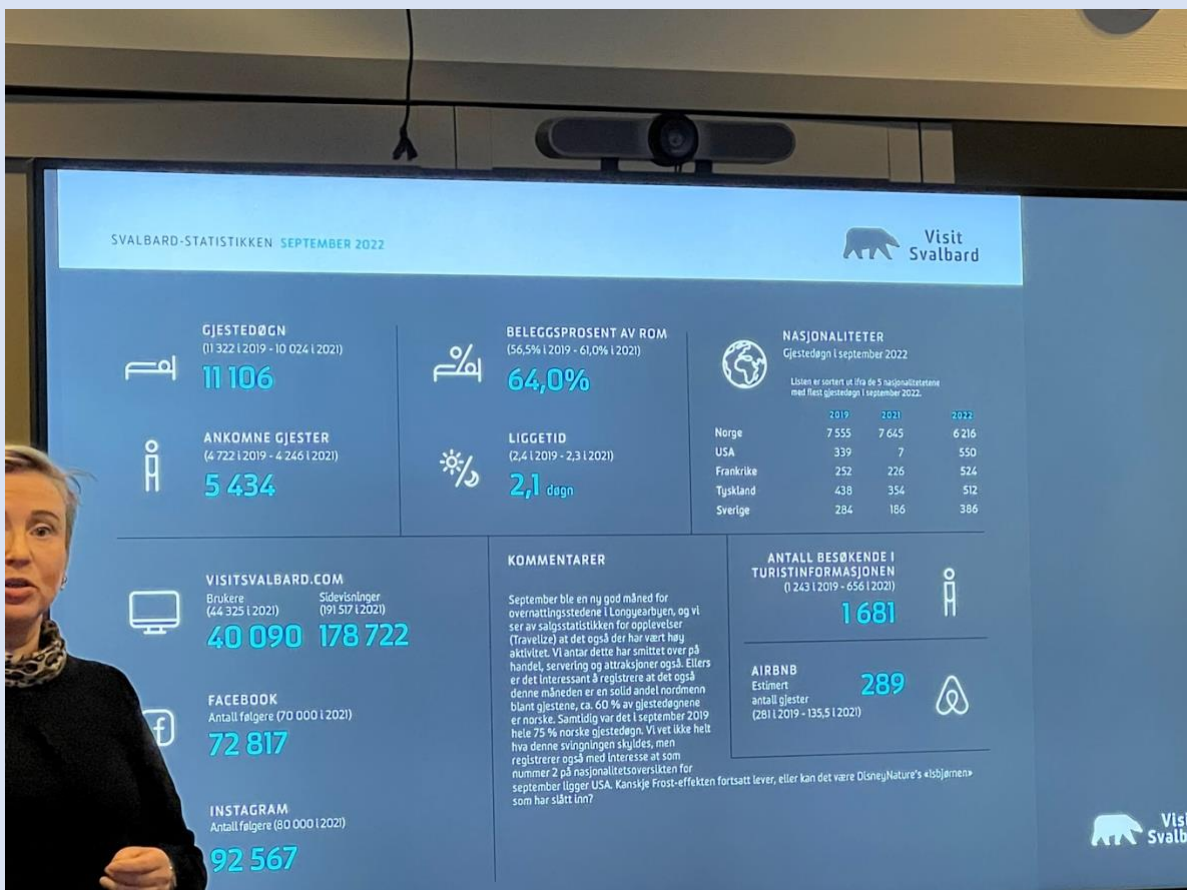 SVALBARD-STATISTIKKEN SEPTEMBER 2022
Visit
Svalbard
GJESTEDØGN
(11 322 i 2019 - 10 024 i 2021)
11 106
ANKOMNE GJESTER
(4 722 i 2019 - 4 246 i 2021)
5 434
BELEGGSPROSENT AV ROM
(56,5% i 2019 - 61,0% i 2021)
64,0%
LIGGETID
(2,4 i 2019 - 2,3 i 2021)
2,1 døgn
NASJONALITETER
Gjestedøgn i september 2022
Listen er sortert ut ifra de 5 nasjonalitetene
med flest gjestedøgn i september 2022.
2019 2021 2022
Norge 7 555 7 645 6 216
USA 339 7 550
Frankrike 252 226 524
Tyskland 438 354 512
Sverige 284 186 386
VISITSVALBARD.COM
Brukere Sidevisninger
(44 325 i 2021) (191 517 i 2021)
40 090 178 722
FACEBOOK
Antall følgere (70 000 i 2021)
72 817
INSTAGRAM
Antall følgere (80 000 i 2021)
92 567
KOMMENTARER
September ble en ny god måned for
overnattingsstedene i Longyearbyen, og vi
ser av salgsstatistikken for opplevelser
(Travelize) at det også der har vært høy
aktivitet. Vi antar dette har smittet over på
handel, servering og attraksjoner også. Ellers
er det interessant å registrere at det også
denne måneden er en solid andel nordmenn
blant gjestene, ca. 60 % av gjestedøgnene
er norske. Samtidig var det i september 2019
hele 75 % norske gjestedøgn. Vi vet ikke helt
hva denne svingningen skyldes, men
registrerer også med interesse at som
nummer 2 på nasjonalitetsoversikten for
september ligger USA. Kanskje Frost-effekten fortsatt lever, eller kan det være DisneyNature's «Isbjørnen»
som har slått inn?
ANTALL BESØKENDE I
TURISTINFORMASJONEN
(1 243 i 2019 - 656 i 2021)
1 681
AIRBNB
Estimert
antall gjester
(281 i 2019 - 135,5 i 2021)
289
Visi
Svalb